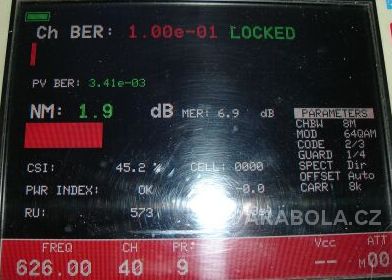 Ch BER: 1.00e-01 LOCKED
PV BER: 3.41e-03
NM: 1.9 dB MER: 6.9 dB
PARAMETERS
CHBW 8M
MOD 64QAM
CODE 2/3
GUARD 1/4
SPECT Dir
OFFSET Auto
CARR: 8k
CSI: 45.2 % CELL: 0000
PWR INDEX: OK -0.0
RU: 573
PARABOLA.CZ
FREQ CH PR: Vcc ATT
626.00 40 9 -- M00